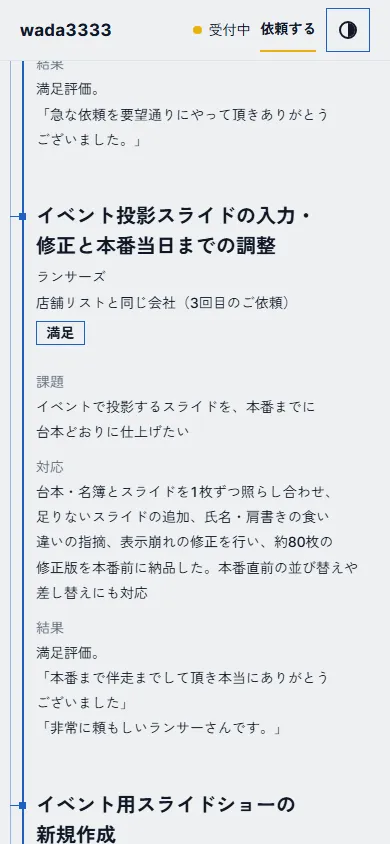 wada3333
受付中
依頼する
結果
満足評価。
「急な依頼を要望通りにやって頂きありがとう
ございました。」
イベント投影スライドの入力・
修正と本番当日までの調整
ランサーズ
店舗リストと同じ会社（3回目のご依頼）
満足
課題
イベントで投影するスライドを、本番までに
台本どおりに仕上げたい
対応
台本・名簿とスライドを1枚ずつ照らし合わせ、
足りないスライドの追加、氏名・肩書きの食い
違いの指摘、表示崩れの修正を行い、約80枚の
修正版を本番前に納品した。本番直前の並び替えや
差し替えにも対応
結果
満足評価。
「本番まで伴走までして頂き本当にありがとう
ございました」
「非常に頼もしいランサーさんです。」
イベント用スライドショーの
新規作成